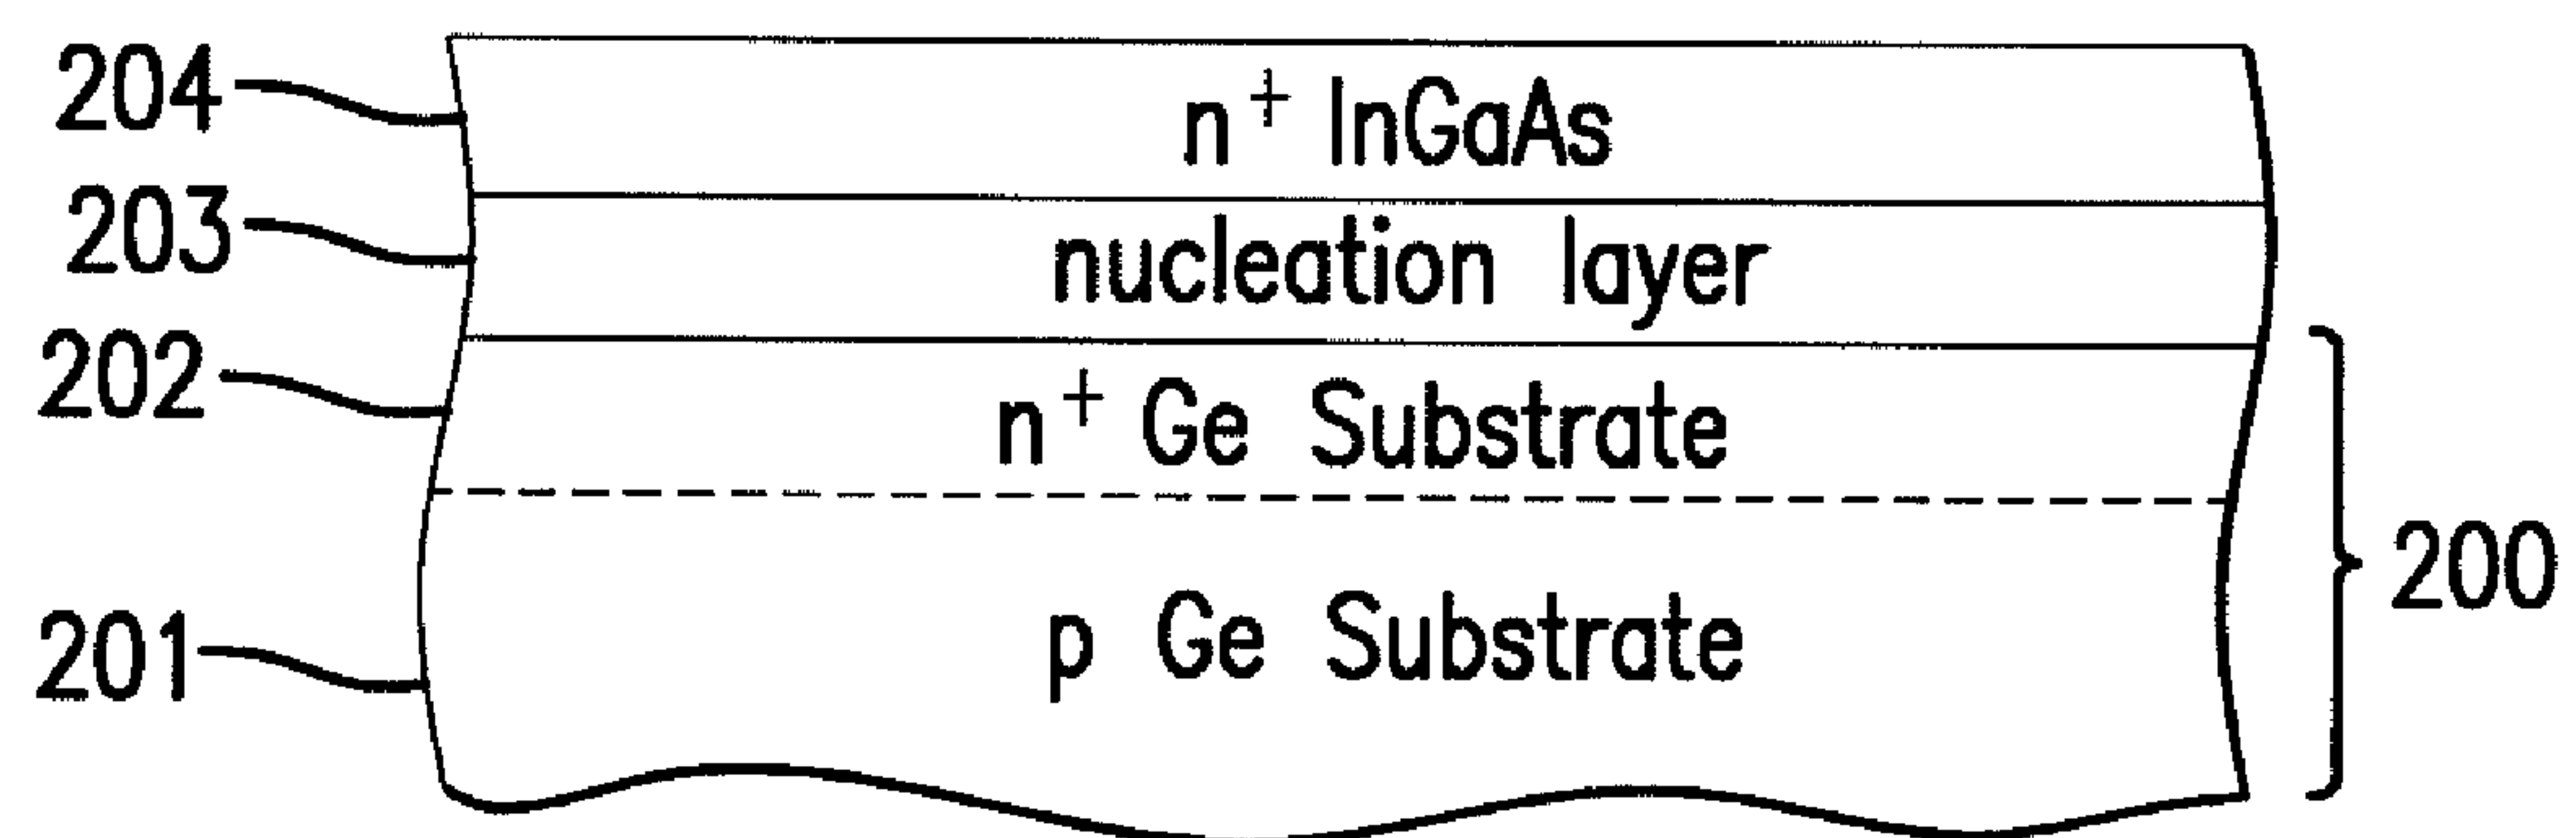 204 n+ InGaAs
203 nucleation layer
202 n+ Ge Substrate
200
201 p Ge Substrate